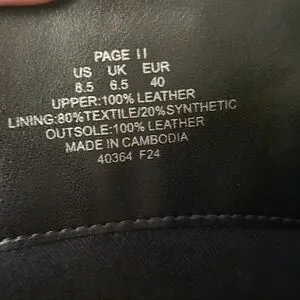 PAGE II
US UK EUR
8.5 6.5 40
UPPER:100% LEATHER
LINING:80%TEXTILE/20%SYNTHETIC
OUTSOLE:100% LEATHER
MADE IN CAMBODIA
40364 F24